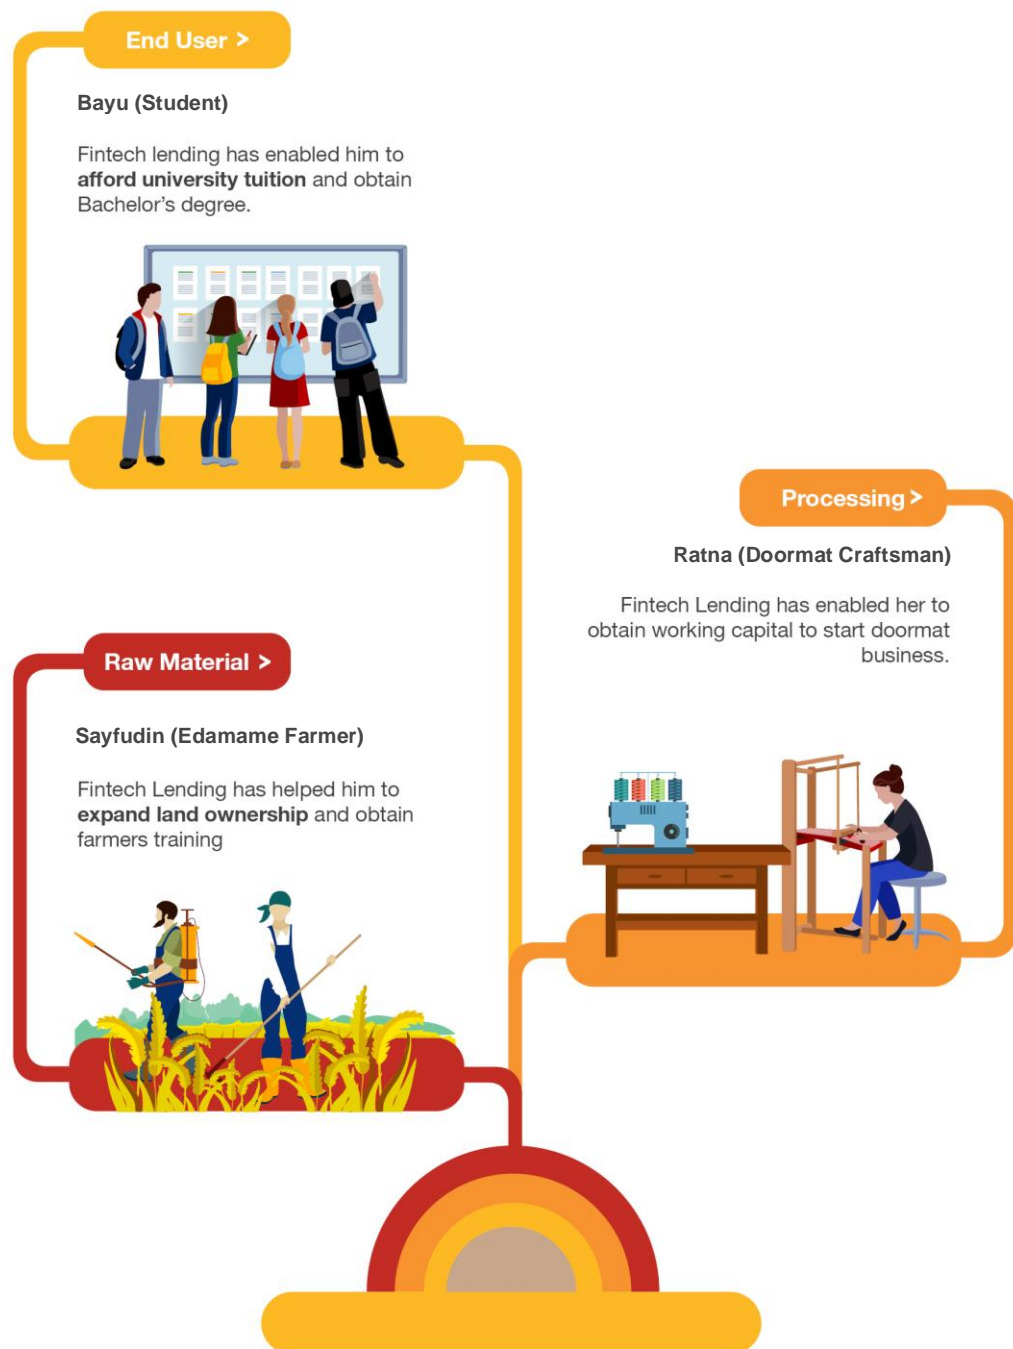 End User >
Bayu (Student)
Fintech lending has enabled him to
afford university tuition and obtain
Bachelor's degree.
Processing >
Ratna (Doormat Craftsman)
Fintech Lending has enabled her to
obtain working capital to start doormat
business.
Raw Material >
Sayfudin (Edamame Farmer)
Fintech Lending has helped him to
expand land ownership and obtain
farmers training